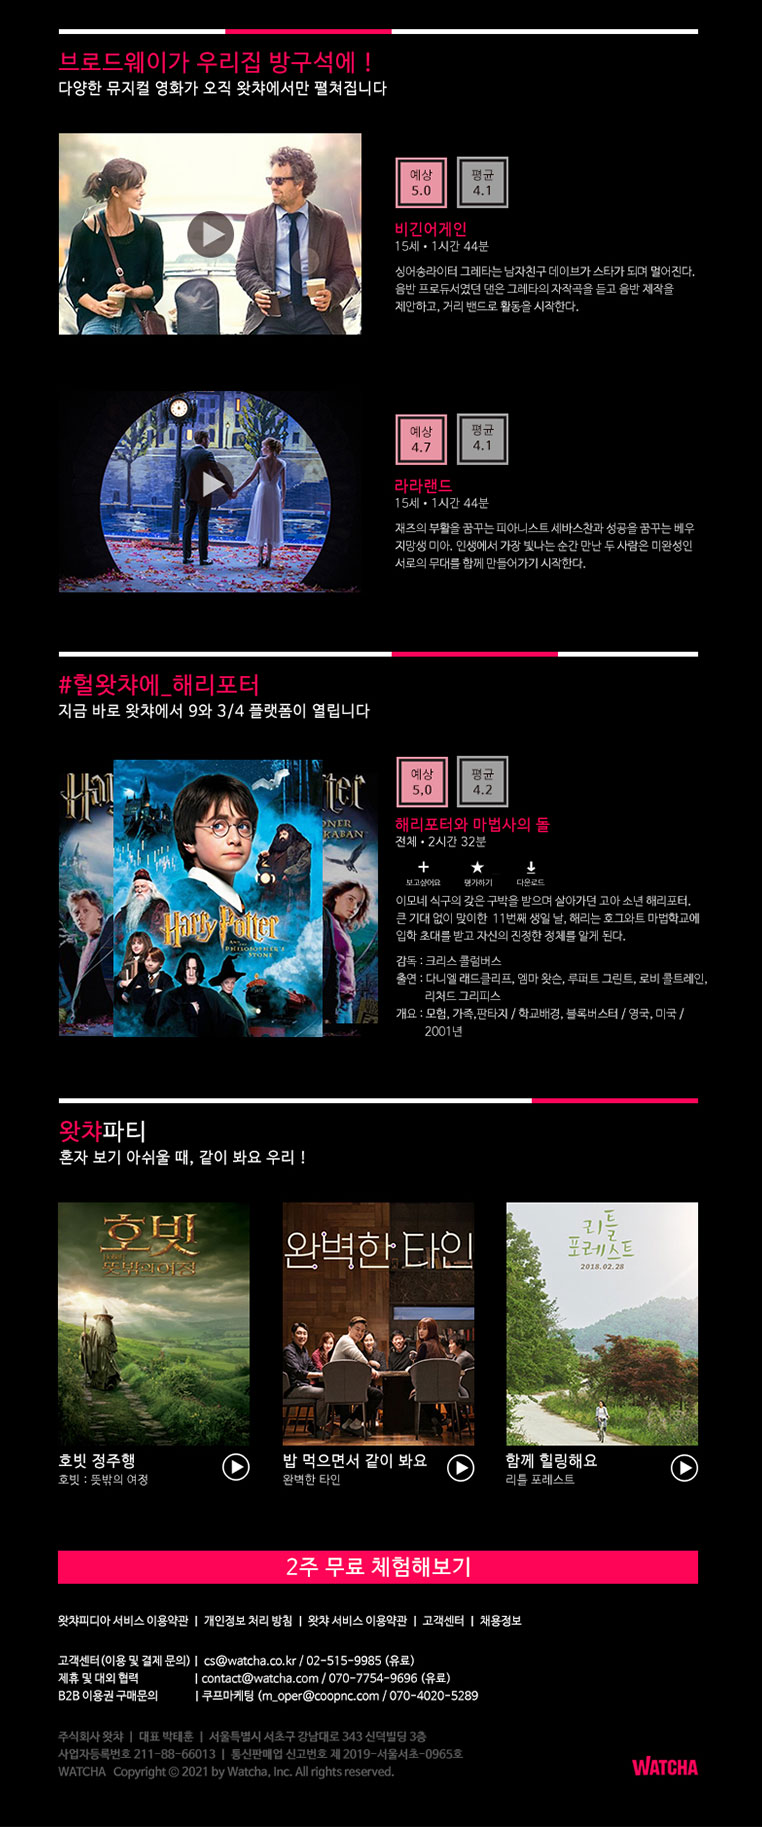 브로드웨이가 우리집 방구석에 !
다양한 뮤지컬 영화가 오직 왓챠에서만 펼쳐집니다
예상
5.0
평균
4.1
비긴어게인
15세 • 1시간 44분
싱어송라이터 그레타는 남자친구 데이브가 스타가 되며 멀어진다.
음반 프로듀서였던 댄은 그레타의 자작곡을 듣고 음반 제작을
제안하고, 거리 밴드로 활동을 시작한다.
예상
4.7
평균
4.1
라라랜드
15세 • 1시간 44분
재즈의 부활을 꿈꾸는 피아니스트 세바스찬과 성공을 꿈꾸는 배우
지망생 미아. 인생에서 가장 빛나는 순간 만난 두 사람은 미완성인
서로의 무대를 함께 만들어가기 시작한다.
#헐왓챠에_해리포터
지금 바로 왓챠에서 9와 3/4 플랫폼이 열립니다
Harry Potter
AND THE
PHILOSOPHER'S
STONE
예상
5,0
평균
4.2
해리포터와 마법사의 돌
전체 • 2시간 32분
보고싶어요
평가하기
다운로드
이모네 식구의 갖은 구박을 받으며 살아가던 고아 소년 해리포터.
큰 기대 없이 맞이한 11번째 생일 날, 해리는 호그와트 마법학교에
입학 초대를 받고 자신의 진정한 정체를 알게 된다.
감독 : 크리스 콜럼버스
출연 : 다니엘 래드클리프, 엠마 왓슨, 루퍼트 그린트, 로비 콜트레인,
리처드 그리피스
개요 : 모험, 가족,판타지 / 학교배경, 블록버스터 / 영국, 미국 /
2001년
왓챠파티
혼자 보기 아쉬울 때, 같이 봐요 우리 !
호빗
뜻밖의 여정
완벽한 타인
리틀
포레스트
2018.02.28
호빗 정주행
호빗 : 뜻밖의 여정
밥 먹으면서 같이 봐요
완벽한 타인
함께 힐링해요
리틀 포레스트
2주 무료 체험해보기
왓챠피디아 서비스 이용약관 | 개인정보 처리 방침 | 왓챠 서비스 이용약관 | 고객센터 | 채용정보
고객센터(이용 및 결제 문의) | cs@watcha.co.kr / 02-515-9985 (유료)
제휴 및 대외 협력 | contact@watcha.com / 070-7754-9696 (유료)
B2B 이용권 구매문의 | 쿠프마케팅 (m_oper@coopnc.com / 070-4020-5289
주식회사 왓챠 | 대표 박태훈 | 서울특별시 서초구 강남대로 343 신덕빌딩 3층
사업자등록번호 211-88-66013 | 통신판매업 신고번호 제 2019-서울서초-0965호
WATCHA Copyright © 2021 by Watcha, Inc. All rights reserved.
WATCHA